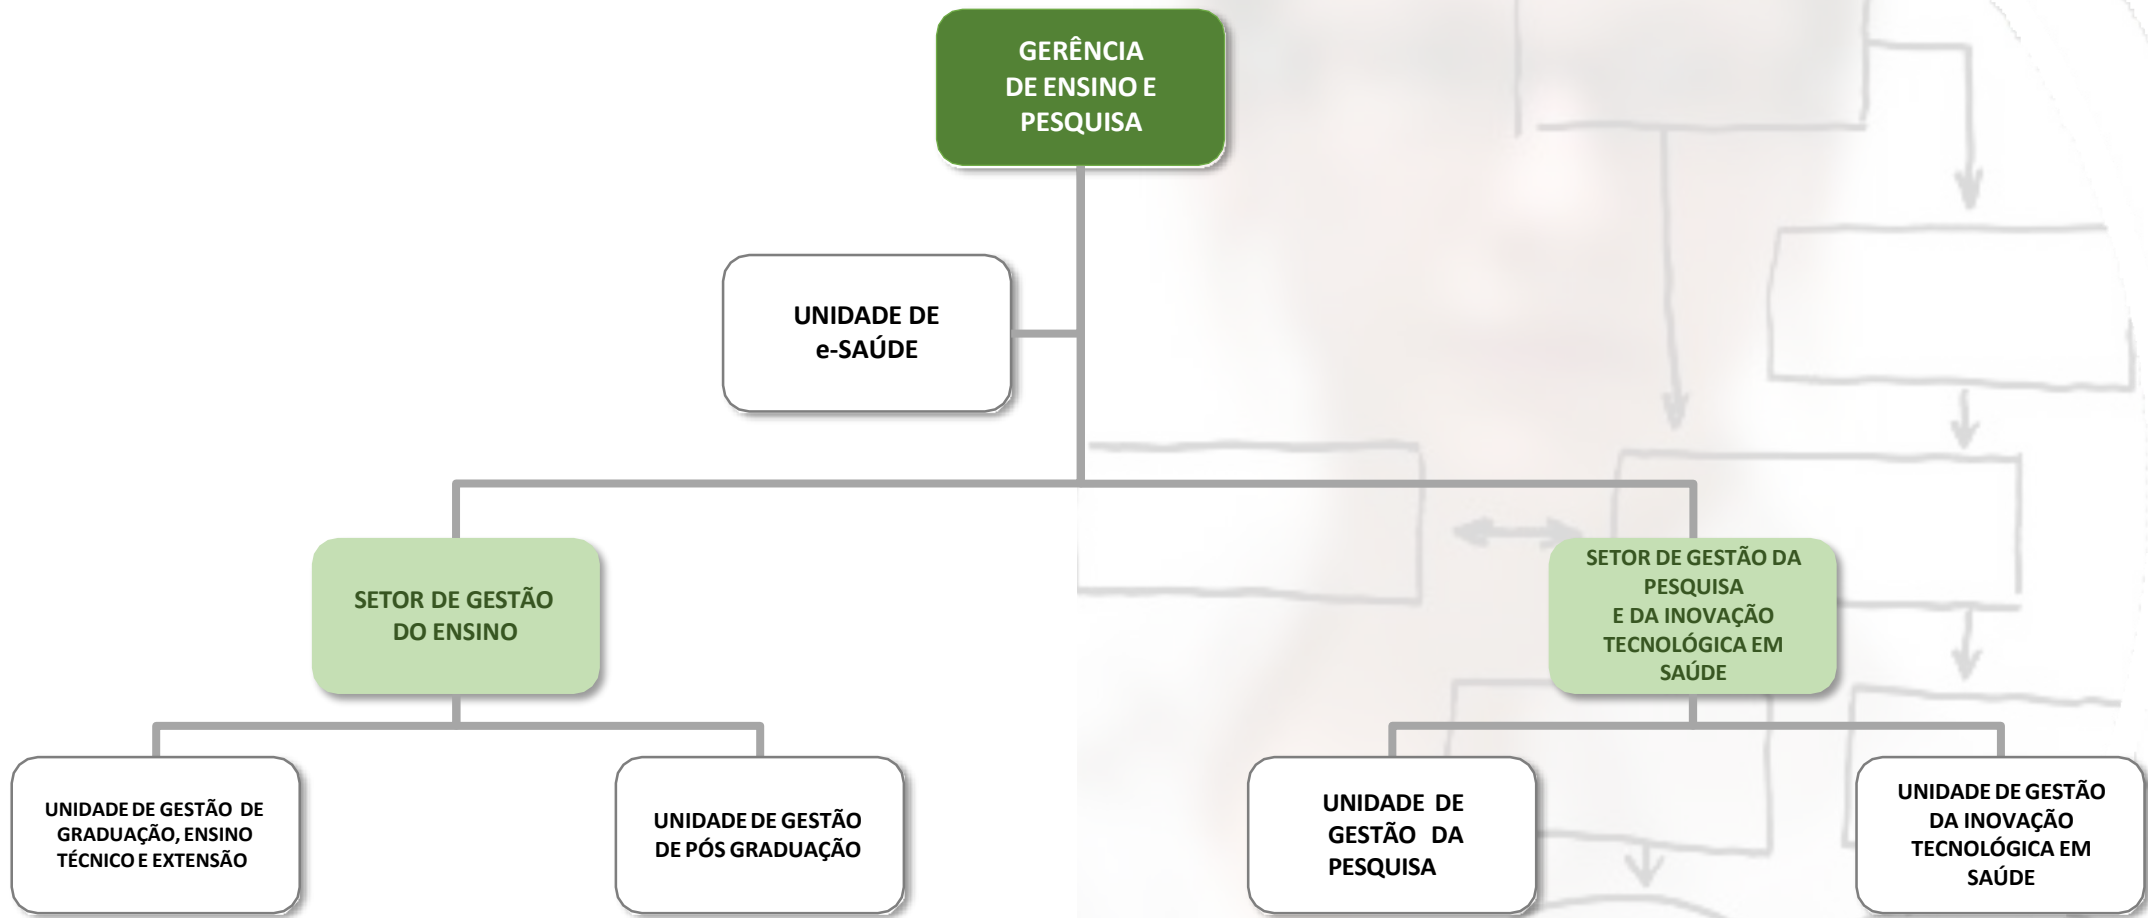 GERÊNCIA
DE ENSINO E
PESQUISA
UNIDADE DE
e-SAÚDE
SETOR DE GESTÃO
DO ENSINO
SETOR DE GESTÃO DA
PESQUISA
E DA INOVAÇÃO
TECNOLÓGICA EM
SAÚDE
UNIDADE DE GESTÃO DE
GRADUAÇÃO, ENSINO
TÉCNICO E EXTENSÃO
UNIDADE DE GESTÃO
DE PÓS GRADUAÇÃO
UNIDADE DE
GESTÃO DA
PESQUISA
UNIDADE DE GESTÃO
DA INOVAÇÃO
TECNOLÓGICA EM
SAÚDE